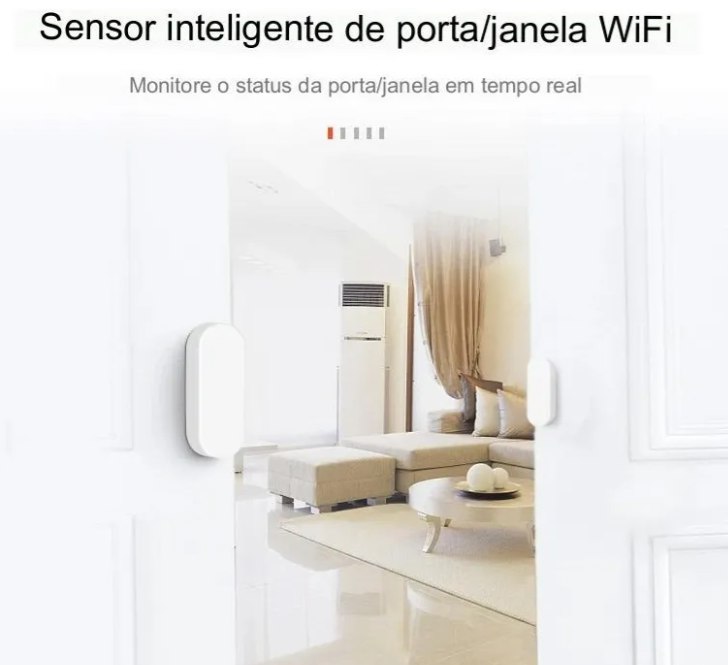 Sensor inteligente de porta/janela WiFi
Monitore o status da porta/janela em tempo real